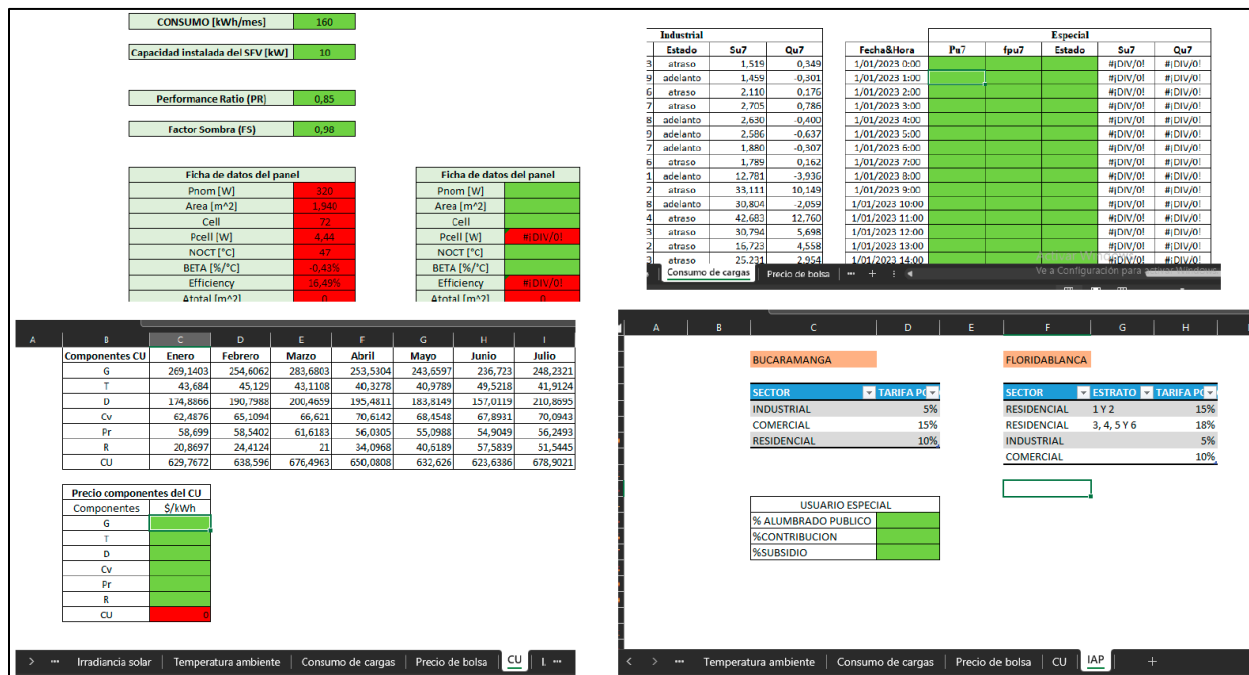 CONSUMO [kWh/mes] 160
Capacidad instalada del SFV [kW] 10
Performance Ratio (PR) 0,85
Factor Sombra (FS) 0,98
Ficha de datos del panel
Pnom [W] 320
Area [m^2] 1,940
Cell 72
Pcell [W] 4,44
NOCT [°C] 47
BETA [%/°C] -0,43%
Efficiency 16,49%
Atotal [m^2] 0
Ficha de datos del panel
Pnom [W]
Area [m^2]
Cell
Pcell [W] #¡DIV/0!
NOCT [°C]
BETA [%/°C]
Efficiency #¡DIV/0!
Atotal [m^2] 0
Industrial
Estado Su7 Qu7
3 atraso 1,519 0,349
9 adelanto 1,459 -0,301
6 atraso 2,110 0,176
7 atraso 2,705 0,786
8 adelanto 2,630 -0,400
9 adelanto 2,586 -0,637
7 adelanto 1,880 -0,307
6 atraso 1,789 0,162
1 adelanto 12,781 -3,936
2 atraso 33,111 10,149
8 adelanto 30,804 -2,059
4 atraso 42,683 12,760
3 atraso 30,794 5,698
2 atraso 16,723 4,558
3 atraso 25,231 2,954
Especial
Fecha&Hora Pu7 fpu7 Estado Su7 Qu7
1/01/2023 0:00 #¡DIV/0! #¡DIV/0!
1/01/2023 1:00 #¡DIV/0! #¡DIV/0!
1/01/2023 2:00 #¡DIV/0! #¡DIV/0!
1/01/2023 3:00 #¡DIV/0! #¡DIV/0!
1/01/2023 4:00 #¡DIV/0! #¡DIV/0!
1/01/2023 5:00 #¡DIV/0! #¡DIV/0!
1/01/2023 6:00 #¡DIV/0! #¡DIV/0!
1/01/2023 7:00 #¡DIV/0! #¡DIV/0!
1/01/2023 8:00 #¡DIV/0! #¡DIV/0!
1/01/2023 9:00 #¡DIV/0! #¡DIV/0!
1/01/2023 10:00 #¡DIV/0! #¡DIV/0!
1/01/2023 11:00 #¡DIV/0! #¡DIV/0!
1/01/2023 12:00 #¡DIV/0! #¡DIV/0!
1/01/2023 13:00 #¡DIV/0! #¡DIV/0!
1/01/2023 14:00 #¡DIV/0! #¡DIV/0!
Ve a Configuración para activar Windows
Consumo de cargas Precio de bolsa ··· +
A B C D E F G H I
Componentes CU Enero Febrero Marzo Abril Mayo Junio Julio
G 269,1403 254,6062 283,6803 253,5304 243,6597 236,723 248,2321
T 43,684 45,129 43,1108 40,3278 40,9789 49,5218 41,9124
D 174,8866 190,7988 200,4659 195,4811 183,8149 157,0119 210,8695
Cv 62,4876 65,1094 66,621 70,6142 68,4548 67,8931 70,0943
Pr 58,699 58,5402 61,6183 56,0305 55,0988 54,9049 56,2493
R 20,8697 24,4124 21 34,0968 40,6189 57,5839 51,5445
CU 629,7672 638,596 676,4963 650,0808 632,626 623,6386 678,9021
Precio componentes del CU
Componentes $/kWh
G
T
D
Cv
Pr
R
CU 0
> ··· Irradiancia solar Temperatura ambiente Consumo de cargas Precio de bolsa CU ···
A B C D E F G H
BUCARAMANGA
SECTOR TARIFA PO
INDUSTRIAL 5%
COMERCIAL 15%
RESIDENCIAL 10%
FLORIDABLANCA
SECTOR ESTRATO TARIFA PO
RESIDENCIAL 1 Y 2 15%
RESIDENCIAL 3, 4, 5 Y 6 18%
INDUSTRIAL 5%
COMERCIAL 10%
USUARIO ESPECIAL
% ALUMBRADO PUBLICO
%CONTRIBUCION
%SUBSIDIO
< > ··· Temperatura ambiente Consumo de cargas Precio de bolsa CU IAP +